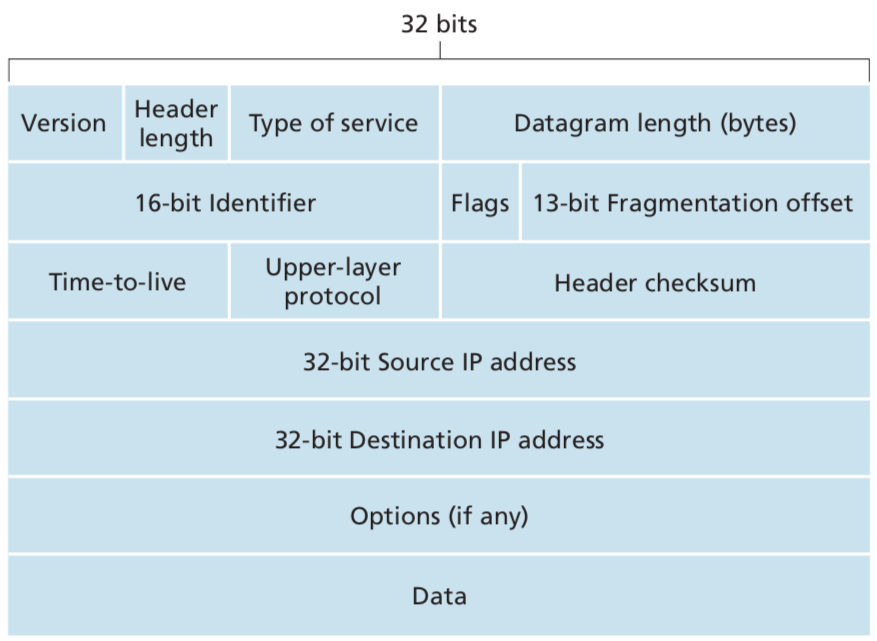 32 bits
Version
Header
length
Type of service
Datagram length (bytes)
16-bit Identifier
Flags
13-bit Fragmentation offset
Time-to-live
Upper-layer
protocol
Header checksum
32-bit Source IP address
32-bit Destination IP address
Options (if any)
Data